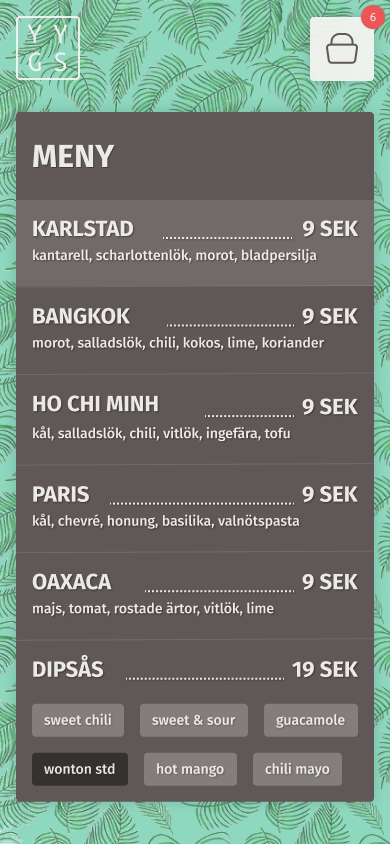 Y Y
G S
6
MENY
KARLSTAD 9 SEK
kantarell, scharlottenlök, morot, bladpersilja
BANGKOK 9 SEK
morot, salladslök, chili, kokos, lime, koriander
HO CHI MINH 9 SEK
kål, salladslök, chili, vitlök, ingefära, tofu
PARIS 9 SEK
kål, chevré, honung, basilika, valnötspasta
OAXACA 9 SEK
majs, tomat, rostade ärtor, vitlök, lime
DIPSÅS 19 SEK
sweet chili sweet & sour guacamole
wonton std hot mango chili mayo